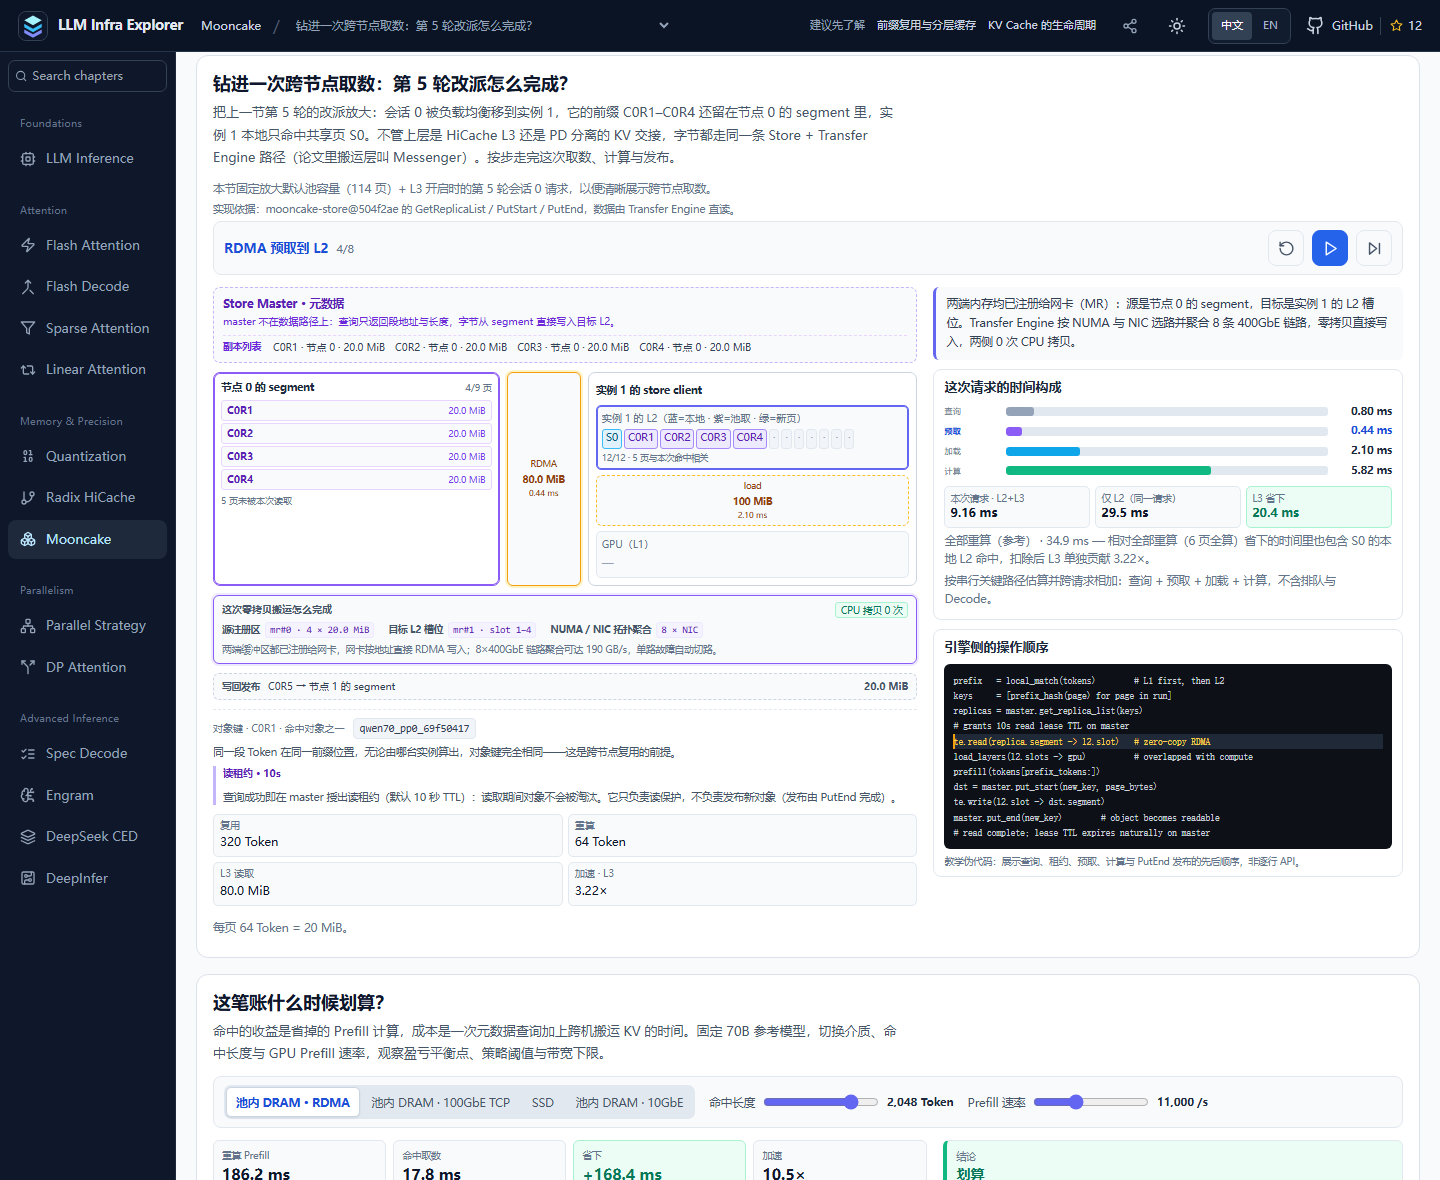 LLM Infra Explorer
Mooncake / 钻进一次跨节点取数：第 5 轮改派怎么完成？
建议先了解 前缀复用与分层缓存 KV Cache 的生命周期
中文 EN
GitHub 12
Search chapters
Foundations
LLM Inference
Attention
Flash Attention
Flash Decode
Sparse Attention
Linear Attention
Memory & Precision
Quantization
Radix HiCache
Mooncake
Parallelism
Parallel Strategy
DP Attention
Advanced Inference
Spec Decode
Engram
DeepSeek CED
DeepInfer
钻进一次跨节点取数：第 5 轮改派怎么完成？
把上一节第 5 轮的改派放大：会话 0 被负载均衡移到实例 1，它的前缀 C0R1–C0R4 还留在节点 0 的 segment 里，实
例 1 本地只命中共享页 S0。不管上层是 HiCache L3 还是 PD 分离的 KV 交接，字节都走同一条 Store + Transfer
Engine 路径（论文里搬运层叫 Messenger）。按步走完这次取数、计算与发布。
本节固定放大默认池容量（114 页）+ L3 开启时的第 5 轮会话 0 请求，以便清晰展示跨节点取数。
实现依据：mooncake-store@504f2ae 的 GetReplicaList / PutStart / PutEnd，数据由 Transfer Engine 直读。
RDMA 预取到 L2 4/8
Store Master · 元数据
master 不在数据路径上：查询只返回段地址与长度，字节从 segment 直接写入目标 L2。
副本列表 C0R1 · 节点 0 · 20.0 MiB C0R2 · 节点 0 · 20.0 MiB C0R3 · 节点 0 · 20.0 MiB C0R4 · 节点 0 · 20.0 MiB
节点 0 的 segment 4/9 页
C0R1 20.0 MiB
C0R2 20.0 MiB
C0R3 20.0 MiB
C0R4 20.0 MiB
5 页未被本次读取
RDMA
80.0 MiB
0.44 ms
实例 1 的 store client
实例 1 的 L2（蓝=本地 · 紫=池取 · 绿=新页）
S0 C0R1 C0R2 C0R3 C0R4 · · · · · · ·
12/12 · 5 页与本次命中相关
load
100 MiB
2.10 ms
GPU（L1）
—
这次零拷贝搬运怎么完成 CPU 拷贝 0 次
源注册区 mr#0 · 4 × 20.0 MiB 目标 L2 槽位 mr#1 · slot 1–4 NUMA / NIC 拓扑聚合 8 × NIC
两端缓冲区都已注册给网卡，网卡按地址直接 RDMA 写入；8×400GbE 链路聚合可达 190 GB/s，单路故障自动切路。
写回发布 C0R5 → 节点 1 的 segment 20.0 MiB
对象键 · C0R1 · 命中对象之一 qwen70_pp0_69f50417
同一段 Token 在同一前缀位置，无论由哪台实例算出，对象键完全相同——这是跨节点复用的前提。
读租约 · 10s
查询成功即在 master 授出读租约（默认 10 秒 TTL）：读取期间对象不会被淘汰。它只负责读保护，不负责发布新对象（发布由 PutEnd 完成）。
复用
320 Token
重算
64 Token
L3 读取
80.0 MiB
加速 · L3
3.22×
每页 64 Token = 20 MiB。
两端内存均已注册给网卡（MR）：源是节点 0 的 segment，目标是实例 1 的 L2 槽
位。Transfer Engine 按 NUMA 与 NIC 选路并聚合 8 条 400GbE 链路，零拷贝直接写
入，两侧 0 次 CPU 拷贝。
这次请求的时间构成
查询 0.80 ms
预取 0.44 ms
加载 2.10 ms
计算 5.82 ms
本次请求 · L2+L3
9.16 ms
仅 L2（同一请求）
29.5 ms
L3 省下
20.4 ms
全部重算（参考）· 34.9 ms — 相对全部重算（6 页全算）省下的时间里也包含 S0 的本
地 L2 命中，扣除后 L3 单独贡献 3.22×。
按串行关键路径估算并跨请求相加：查询 + 预取 + 加载 + 计算，不含排队与
Decode。
引擎侧的操作顺序
prefix = local_match(tokens) # L1 first, then L2
keys = [prefix_hash(page) for page in run]
replicas = master.get_replica_list(keys)
# grants 10s read lease TTL on master
te.read(replica.segment -> l2.slot) # zero-copy RDMA
load_layers(l2.slots -> gpu) # overlapped with compute
prefill(tokens[prefix_tokens:])
dst = master.put_start(new_key, page_bytes)
te.write(l2.slot -> dst.segment)
master.put_end(new_key) # object becomes readable
# read complete; lease TTL expires naturally on master
教学伪代码：展示查询、租约、预取、计算与 PutEnd 发布的先后顺序，非逐行 API。
这笔账什么时候划算？
命中的收益是省掉的 Prefill 计算，成本是一次元数据查询加上跨机搬运 KV 的时间。固定 70B 参考模型，切换介质、命
中长度与 GPU Prefill 速率，观察盈亏平衡点、策略阈值与带宽下限。
池内 DRAM · RDMA 池内 DRAM · 100GbE TCP SSD 池内 DRAM · 10GbE 命中长度 2,048 Token Prefill 速率 11,000 /s
重算 Prefill
186.2 ms
命中取数
17.8 ms
省下
+168.4 ms
加速
10.5×
结论
划算